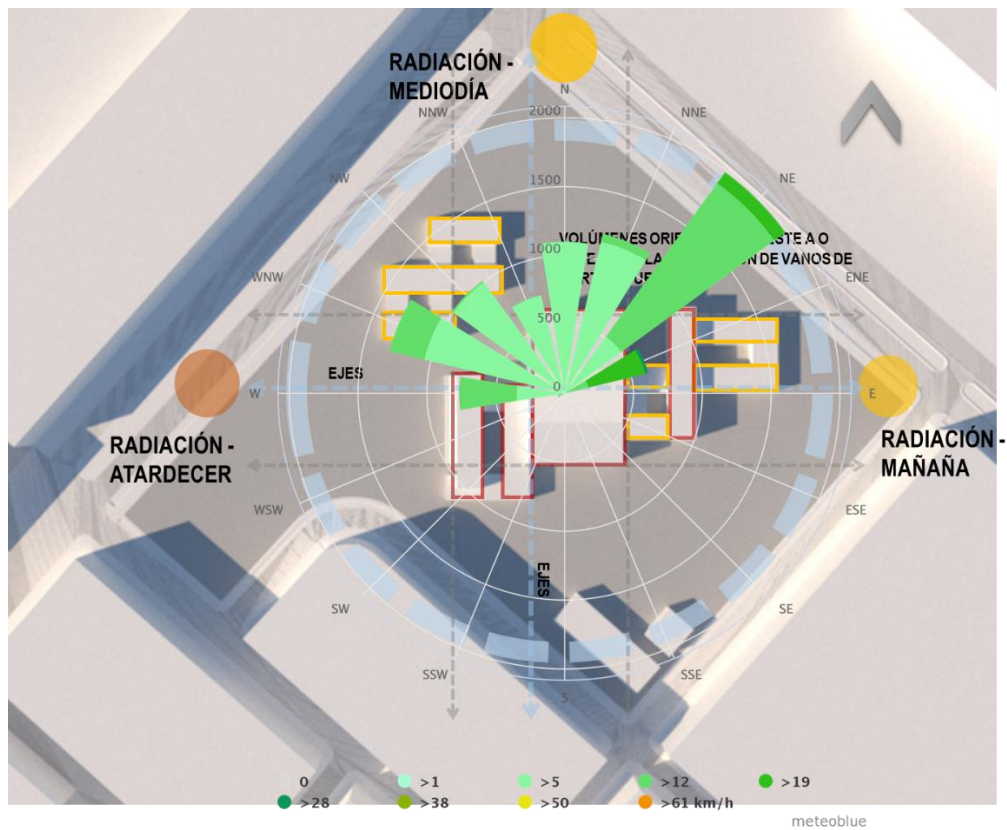 RADIACIÓN -
MEDIODÍA
N
NNW
NNE
2000
NW
NE
1500
VOLÚMENES
1000
DE VANOS DE
WNW
ENE
500
EJES
0
W
E
RADIACIÓN -
ATARDECER
RADIACIÓN -
MAÑAÑA
WSW
ESE
EJES
SW
SE
SSW
SSE
S
0
>1
>5
>12
>19
>28
>38
>50
>61 km/h
meteoblue